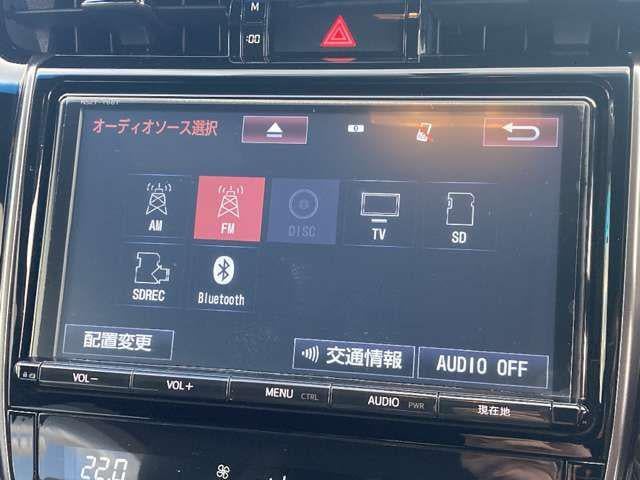 M
:00
オーディオソース選択
AM
FM
DISC
TV
SD
SDREC
Bluetooth
配置変更
交通情報
AUDIO OFF
VOL−
VOL+
MENU CTRL
AUDIO PWR
現在地
22.0